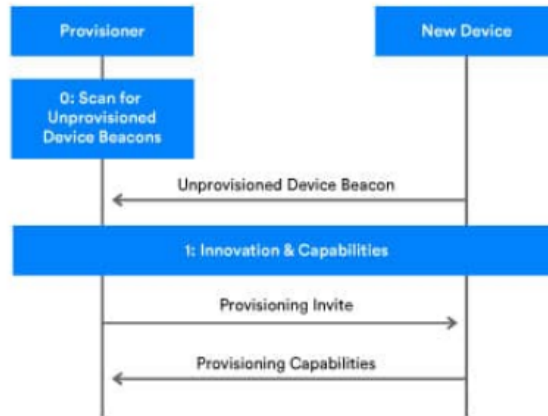 Provisioner
New Device
0: Scan for
Unprovisioned
Device Beacons
Unprovisioned Device Beacon
1: Innovation & Capabilities
Provisioning Invite
Provisioning Capabilities